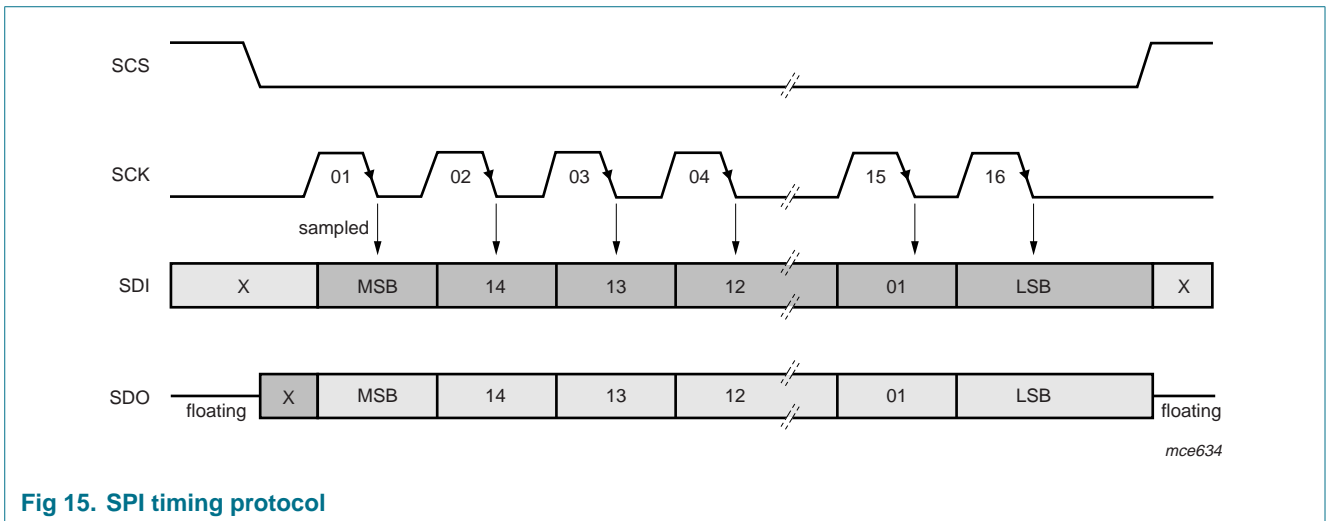 SCS
SCK 01 02 03 04 15 16
sampled
SDI X MSB 14 13 12 01 LSB X
SDO floating X MSB 14 13 12 01 LSB floating
mce634
Fig 15. SPI timing protocol